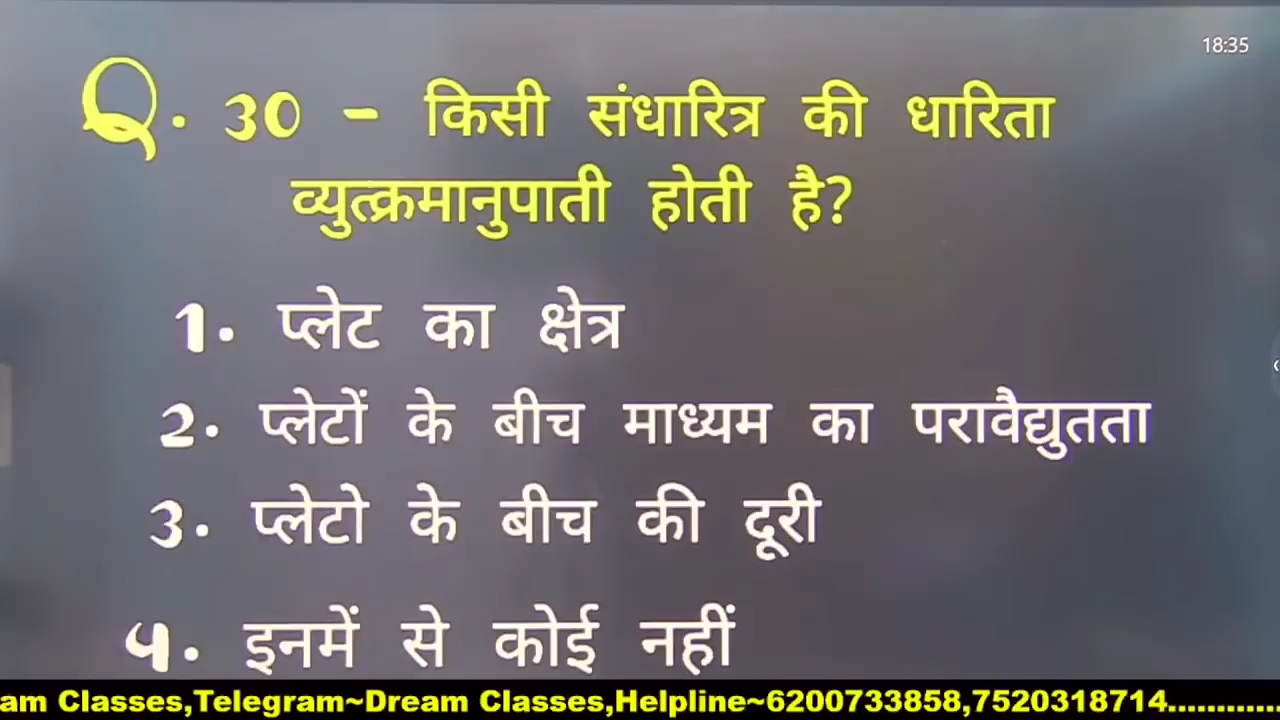 18:35
Q. 30 - किसी संधारित्र की धारिता
व्युत्क्रमानुपाती होती है?
1. प्लेट का क्षेत्र
2. प्लेटों के बीच माध्यम का परावैद्युतता
3. प्लेटो के बीच की दूरी
4. इनमें से कोई नहीं
am Classes,Telegram~Dream Classes,Helpline~6200733858,7520318714............